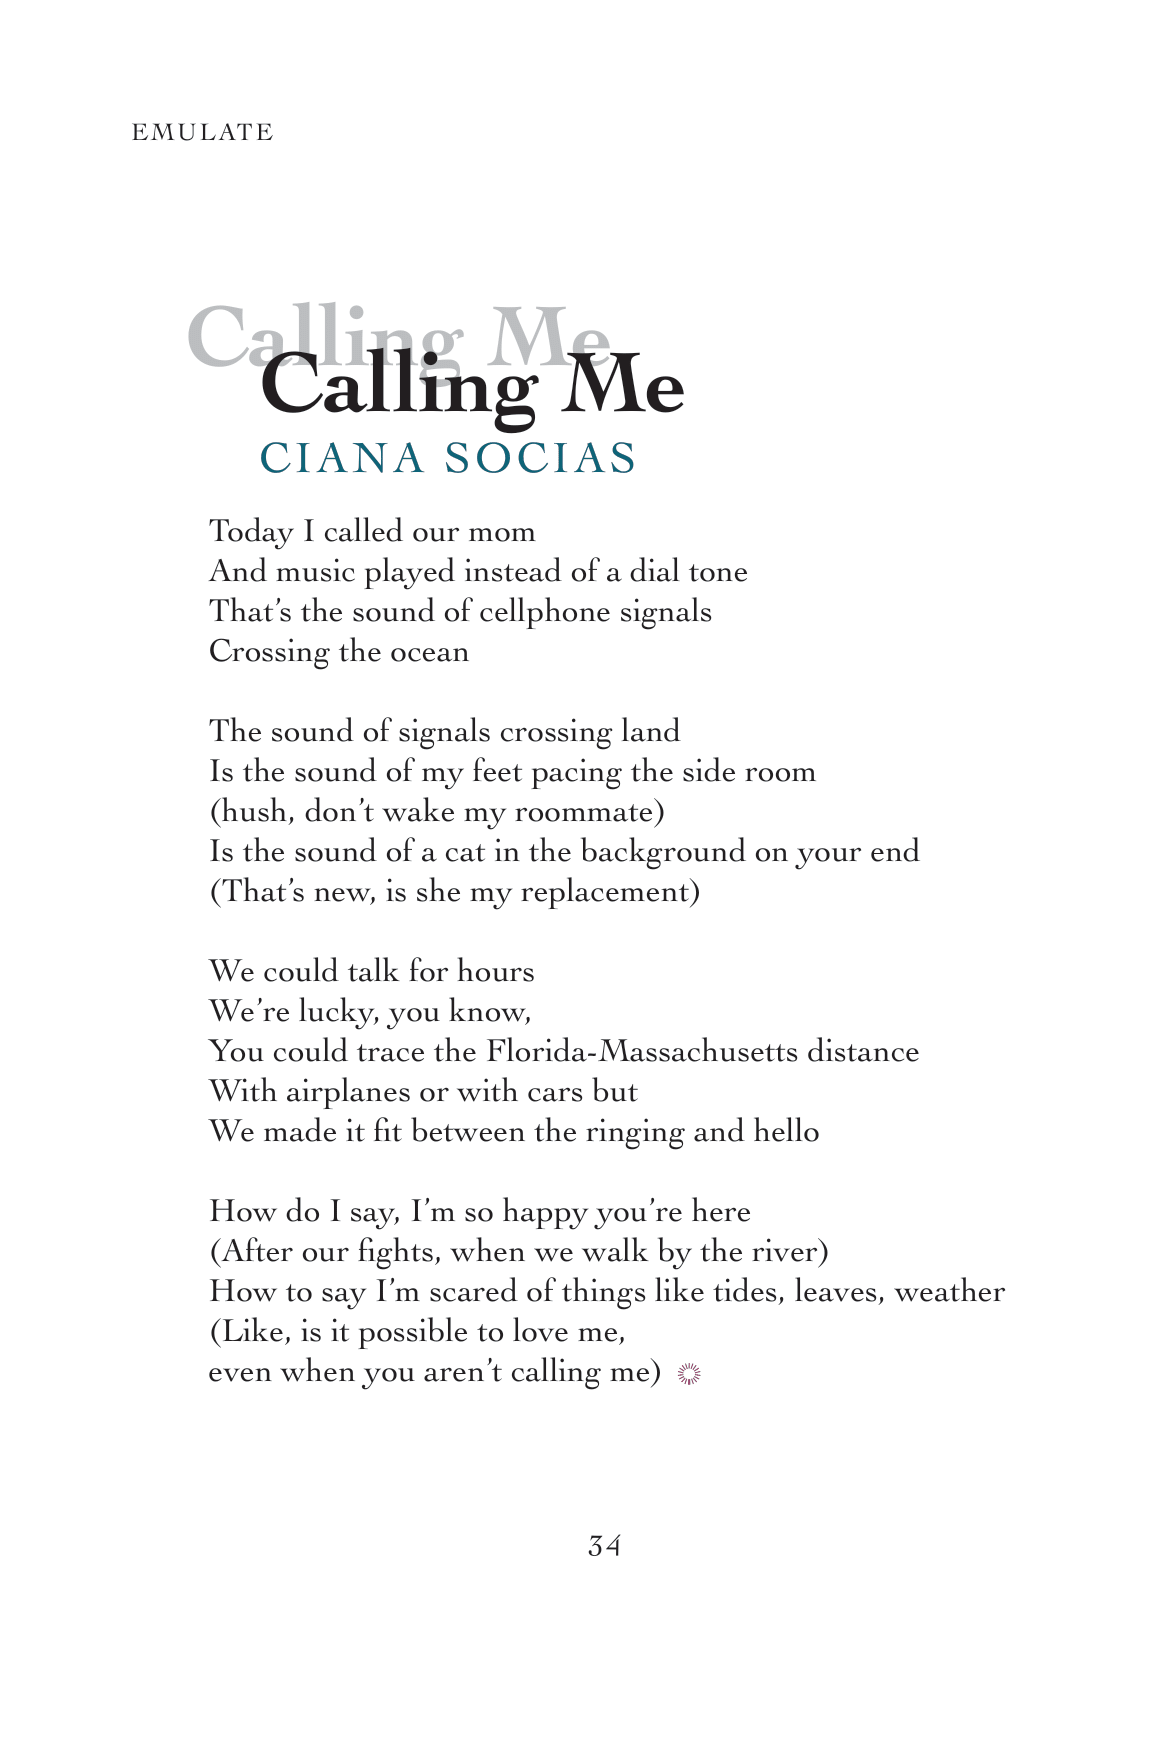 EMULATE
Calling Me
Calling Me
CIANA SOCIAS
Today I called our mom
And music played instead of a dial tone
That’s the sound of cellphone signals
Crossing the ocean
The sound of signals crossing land
Is the sound of my feet pacing the side room
(hush, don’t wake my roommate)
Is the sound of a cat in the background on your end
(That’s new, is she my replacement)
We could talk for hours
We’re lucky, you know,
You could trace the Florida-Massachusetts distance
With airplanes or with cars but
We made it fit between the ringing and hello
How do I say, I’m so happy you’re here
(After our fights, when we walk by the river)
How to say I’m scared of things like tides, leaves, weather
(Like, is it possible to love me,
even when you aren’t calling me)
34